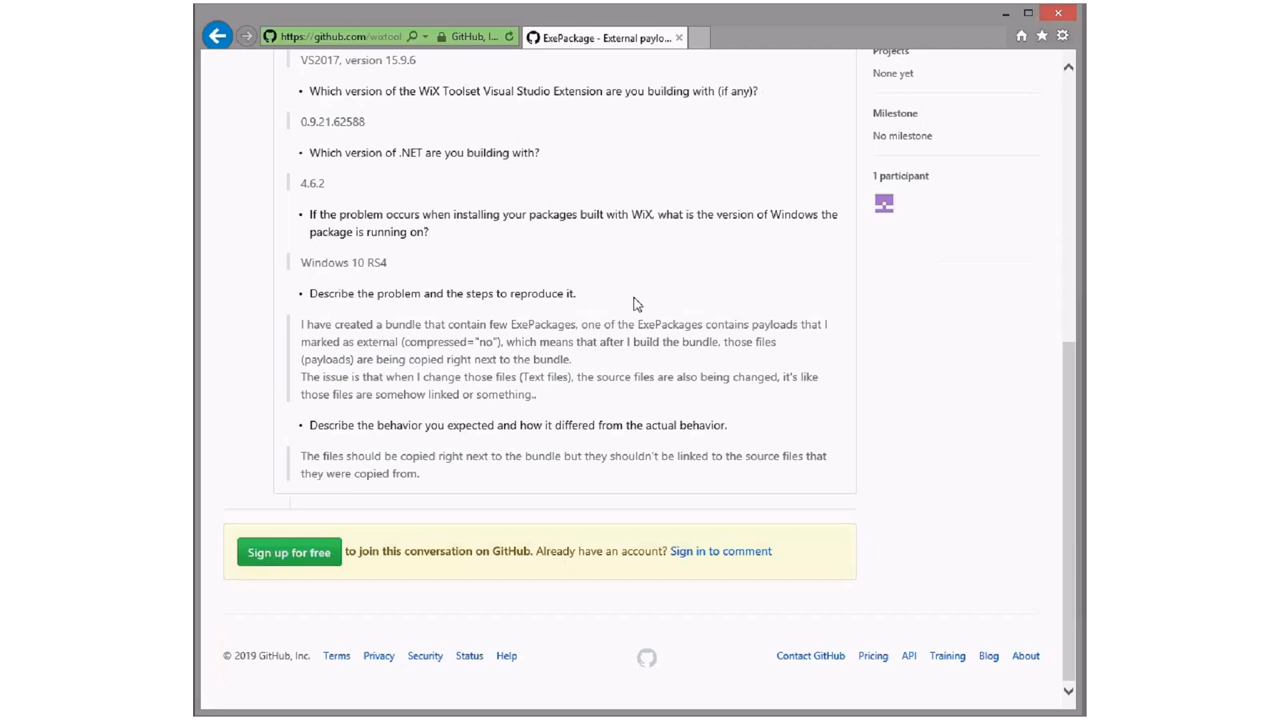 https://github.com/wixtool
GitHub, I...
ExePackage - External paylo...
VS2017, version 15.9.6
• Which version of the WiX Toolset Visual Studio Extension are you building with (if any)?
0.9.21.62588
• Which version of .NET are you building with?
4.6.2
• If the problem occurs when installing your packages built with WiX, what is the version of Windows the
package is running on?
Windows 10 RS4
• Describe the problem and the steps to reproduce it.
I have created a bundle that contain few ExePackages, one of the ExePackages contains payloads that I
marked as external (compressed="no"), which means that after I build the bundle, those files
(payloads) are being copied right next to the bundle.
The issue is that when I change those files (Text files), the source files are also being changed, it's like
those files are somehow linked or something..
• Describe the behavior you expected and how it differed from the actual behavior.
The files should be copied right next to the bundle but they shouldn't be linked to the source files that
they were copied from.
Projects
None yet
Milestone
No milestone
1 participant
Sign up for free to join this conversation on GitHub. Already have an account? Sign in to comment
© 2019 GitHub, Inc. Terms Privacy Security Status Help
Contact GitHub Pricing API Training Blog About